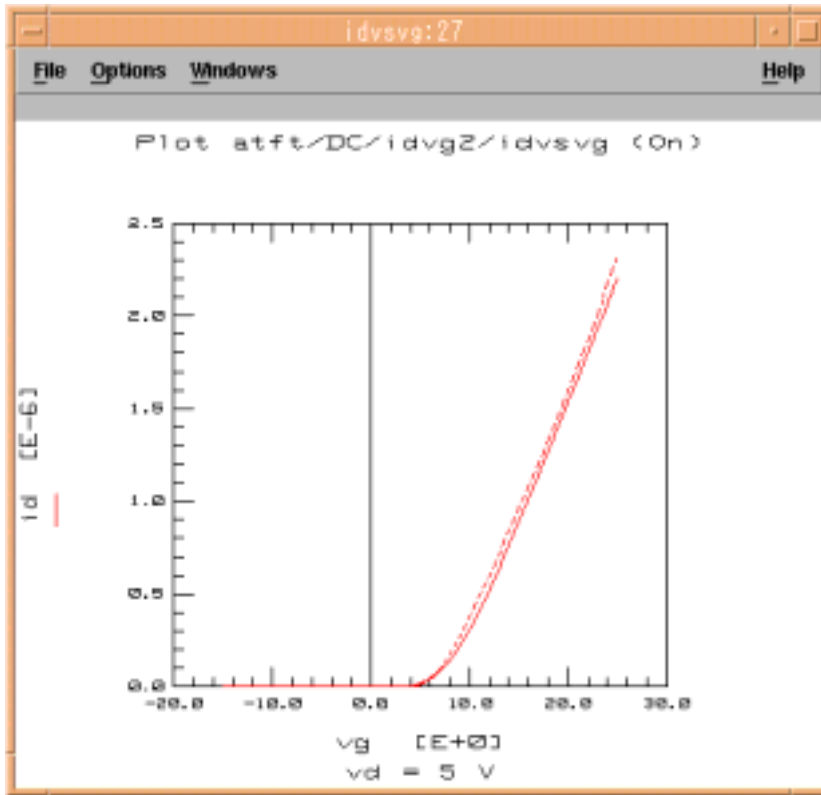 idvsvg:27
File Options Windows Help
Plot atft/DC/idvg2/idvsvg (On)
2.5
2.0
1.5
1.0
0.5
0.0
id [E-6]
-20.0 -10.0 0.0 10.0 20.0 30.0
vg [E+0]
vd = 5 V